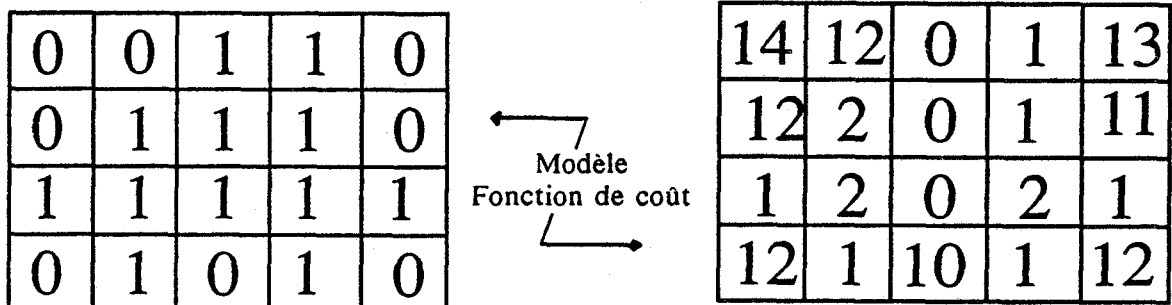 0 0 1 1 0
0 1 1 1 0
1 1 1 1 1
0 1 0 1 0
Modèle
Fonction de coût
14 12 0 1 13
12 2 0 1 11
1 2 0 2 1
12 1 10 1 12